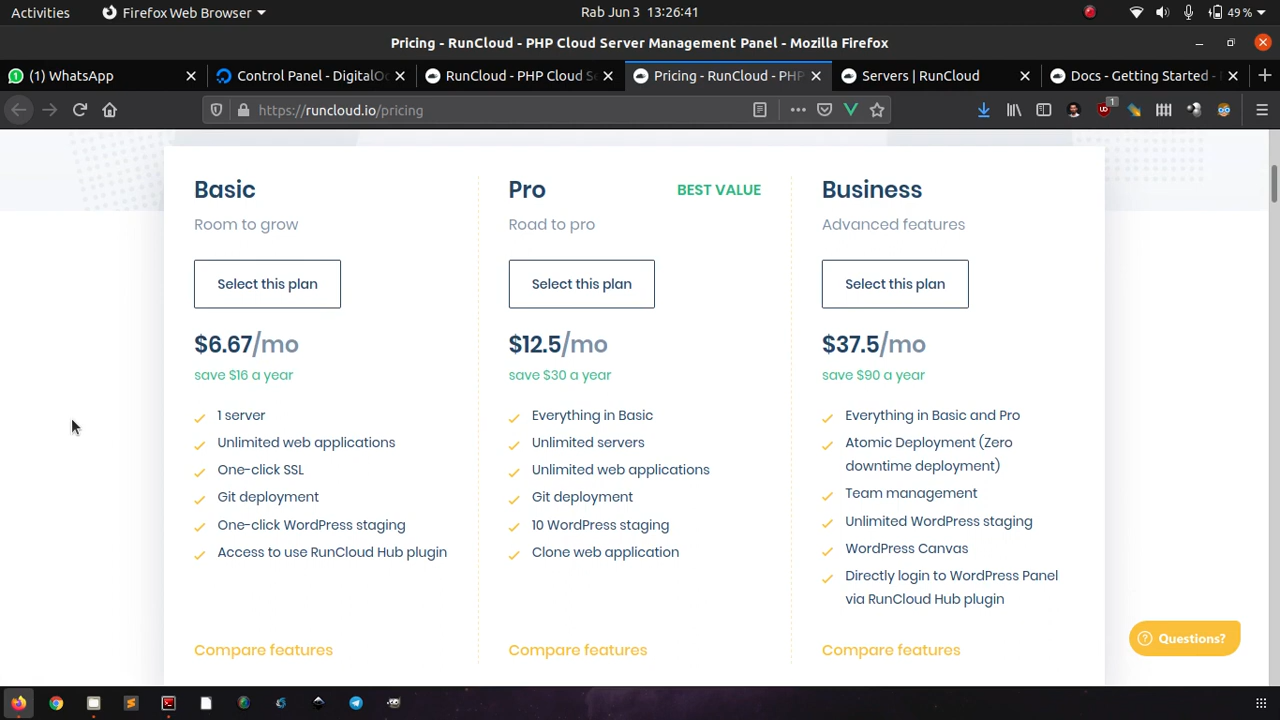 Activities
Firefox Web Browser
Rab Jun 3 13:26:41
49 %
Pricing - RunCloud - PHP Cloud Server Management Panel - Mozilla Firefox
(1) WhatsApp
Control Panel - DigitalOc
RunCloud - PHP Cloud Se
Pricing - RunCloud - PHP
Servers | RunCloud
Docs - Getting Started -
https://runcloud.io/pricing
1
Basic
Room to grow
Select this plan
$6.67/mo
save $16 a year
1 server
Unlimited web applications
One-click SSL
Git deployment
One-click WordPress staging
Access to use RunCloud Hub plugin
Compare features
Pro
BEST VALUE
Road to pro
Select this plan
$12.5/mo
save $30 a year
Everything in Basic
Unlimited servers
Unlimited web applications
Git deployment
10 WordPress staging
Clone web application
Compare features
Business
Advanced features
Select this plan
$37.5/mo
save $90 a year
Everything in Basic and Pro
Atomic Deployment (Zero
downtime deployment)
Team management
Unlimited WordPress staging
WordPress Canvas
Directly login to WordPress Panel
via RunCloud Hub plugin
Compare features
Questions?